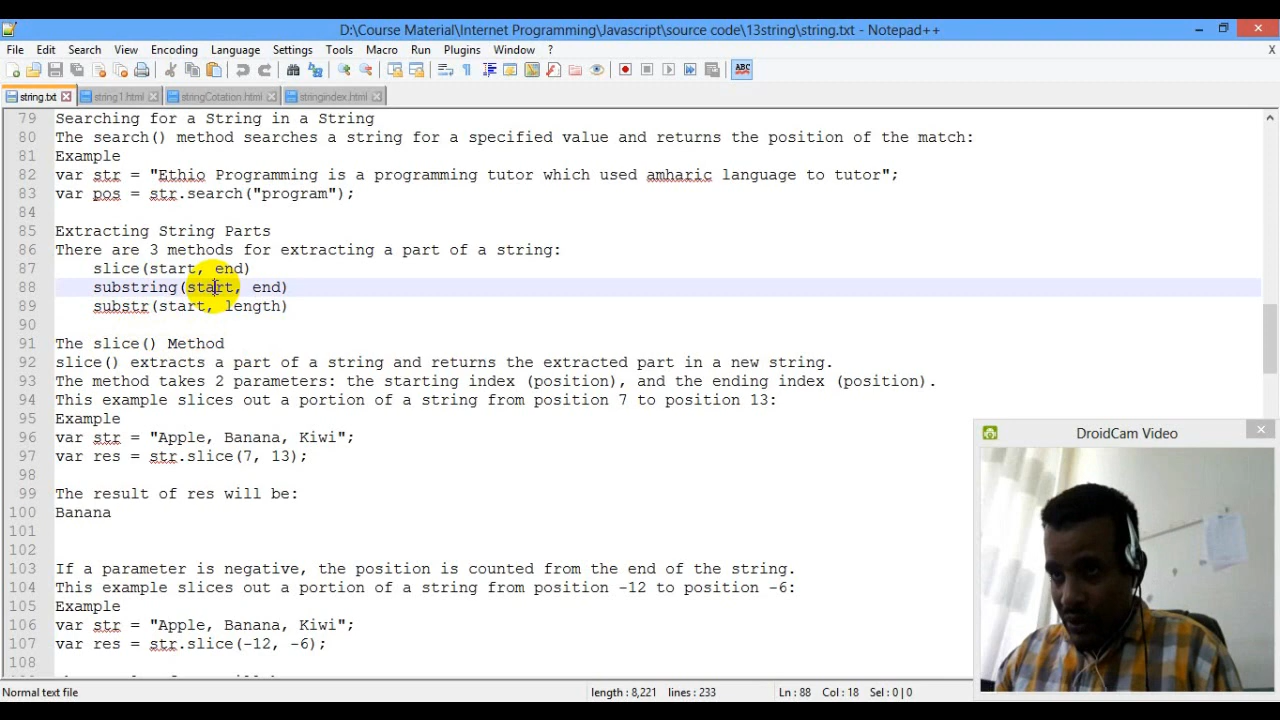 D:\Course Material\Internet Programming\Javascript\source code\13string\string.txt - Notepad++
File Edit Search View Encoding Language Settings Tools Macro Run Plugins Window ? X
string.txt string1.html stringCotation.html stringindex.html
79 Searching for a String in a String
80 The search() method searches a string for a specified value and returns the position of the match:
81 Example
82 var str = "Ethio Programming is a programming tutor which used amharic language to tutor";
83 var pos = str.search("program");
84
85 Extracting String Parts
86 There are 3 methods for extracting a part of a string:
87 slice(start, end)
88 substring(start, end)
89 substr(start, length)
90
91 The slice() Method
92 slice() extracts a part of a string and returns the extracted part in a new string.
93 The method takes 2 parameters: the starting index (position), and the ending index (position).
94 This example slices out a portion of a string from position 7 to position 13:
95 Example
96 var str = "Apple, Banana, Kiwi";
97 var res = str.slice(7, 13);
98
99 The result of res will be:
100 Banana
101
102
103 If a parameter is negative, the position is counted from the end of the string.
104 This example slices out a portion of a string from position -12 to position -6:
105 Example
106 var str = "Apple, Banana, Kiwi";
107 var res = str.slice(-12, -6);
108
DroidCam Video
Normal text file length : 8,221 lines : 233 Ln : 88 Col : 18 Sel : 0 | 0